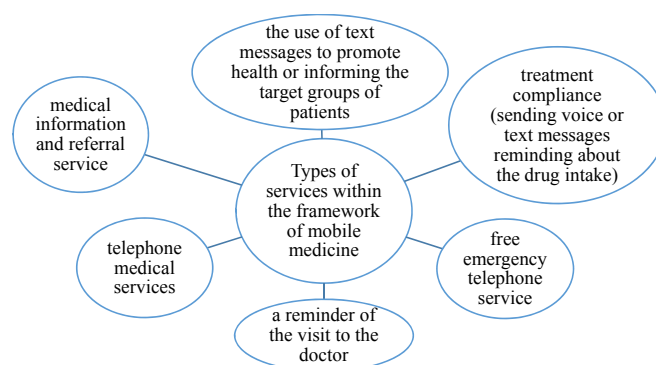 the use of text
messages to promote
health or informing the
target groups of
patients
treatment
compliance
(sending voice or
text messages
reminding about
the drug intake)
medical
information
and referral
service
Types of
services within
the framework
of mobile
medicine
telephone
medical
services
free
emergency
telephone
service
a reminder of
the visit to the
doctor